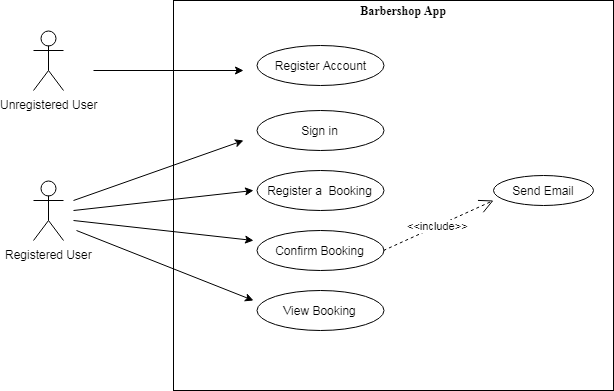 Barbershop App
Register Account
Unregistered User
Sign in
Register a Booking
Send Email
<<include>>
Registered User
Confirm Booking
View Booking